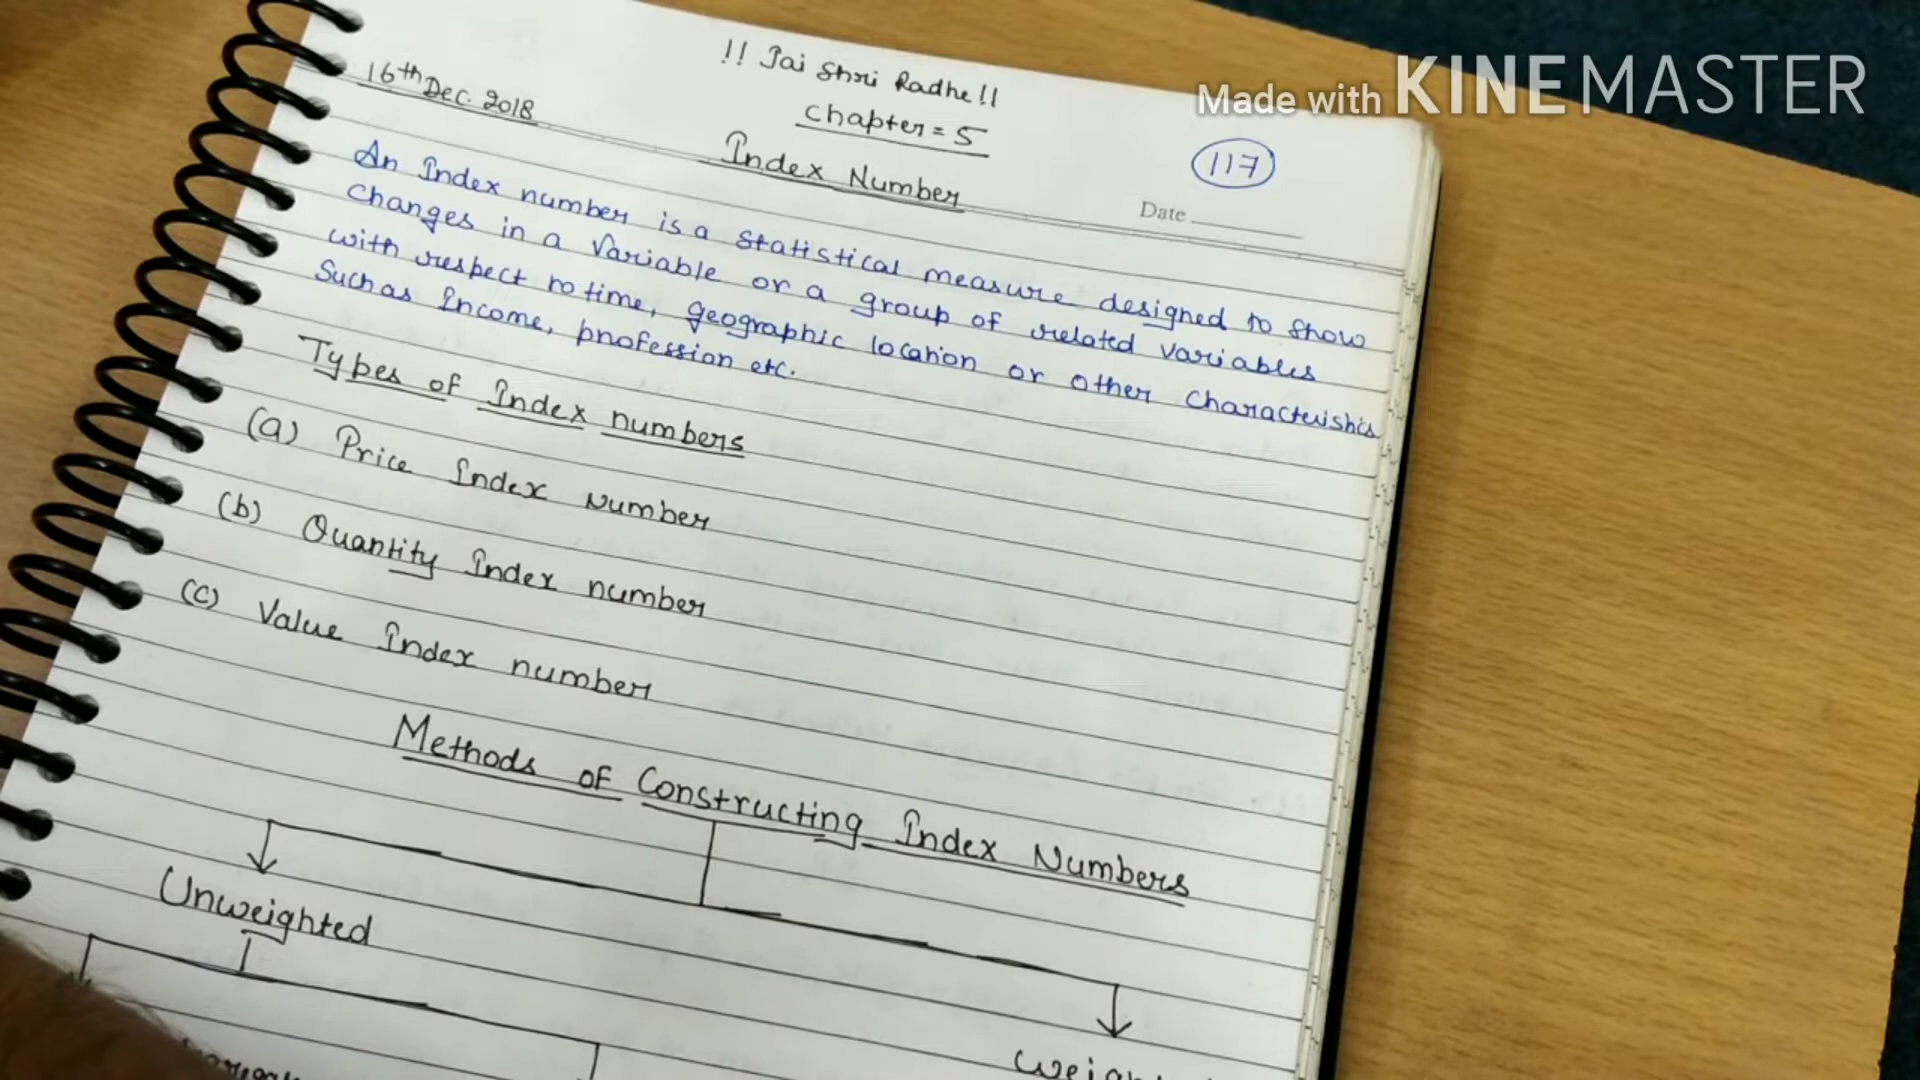 !! Jai Shri Radhe !!
Made with KINEMASTER
16th Dec. 2018
Chapter = 5
117
Index Number
Date
An Index number is a statistical measure designed to show
changes in a variable or a group of related variables
with respect to time, geographic location or other characteristics
Such as Income, profession etc.
Types of Index numbers
(a) Price Index Number
(b) Quantity Index number
(c) Value Index number
Methods of Constructing Index Numbers
Unweighted